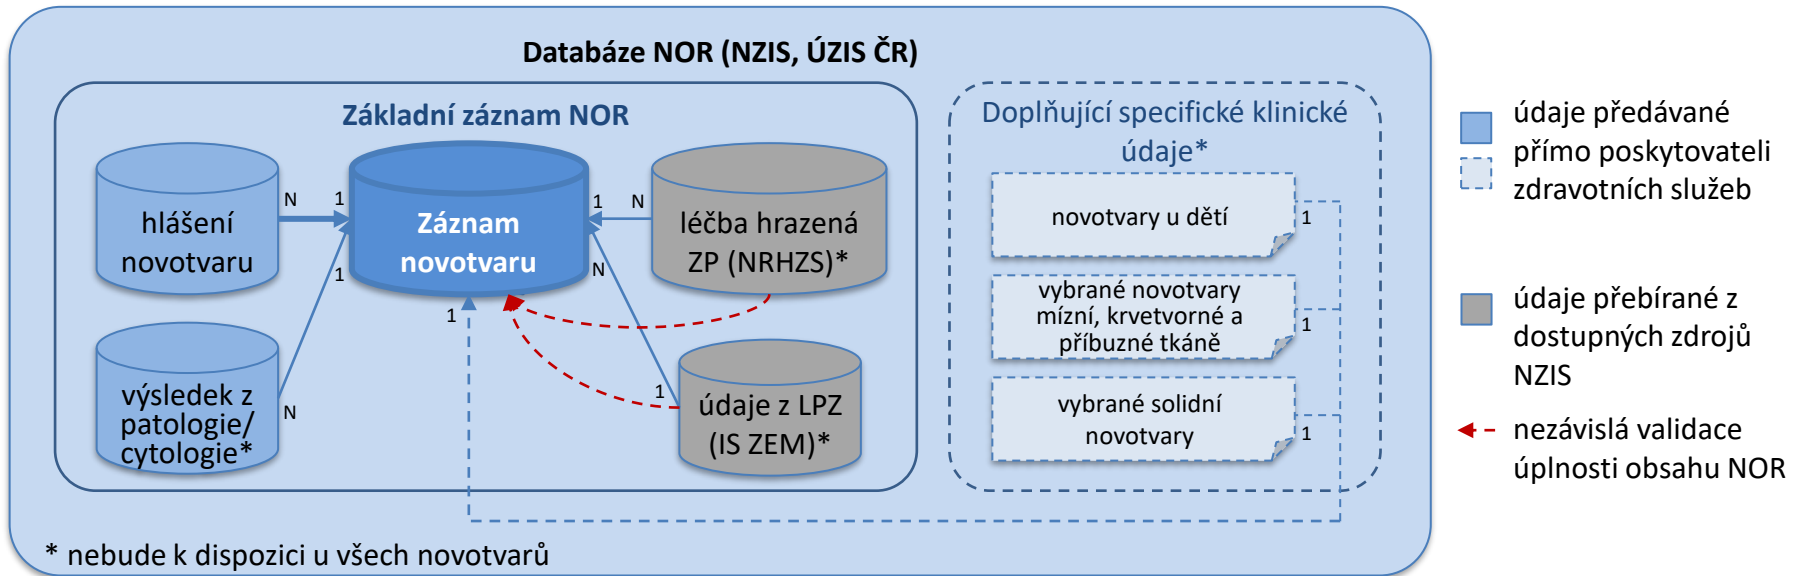 Databáze NOR (NZIS, ÚZIS ČR)
Základní záznam NOR
hlášení
novotvaru
N
1
Záznam
novotvaru
1
N
léčba hrazená
ZP (NRHZS)*
1
N
výsledek z
patologie/
cytologie*
N
1
1
údaje z LPZ
(IS ZEM)*
Doplňující specifické klinické
údaje*
novotvary u dětí
1
vybrané novotvary
mízní, krvetvorné a
příbuzné tkáně
1
vybrané solidní
novotvary
1
* nebude k dispozici u všech novotvarů
údaje předávané
přímo poskytovateli
zdravotních služeb
údaje přebírané z
dostupných zdrojů
NZIS
nezávislá validace
úplnosti obsahu NOR